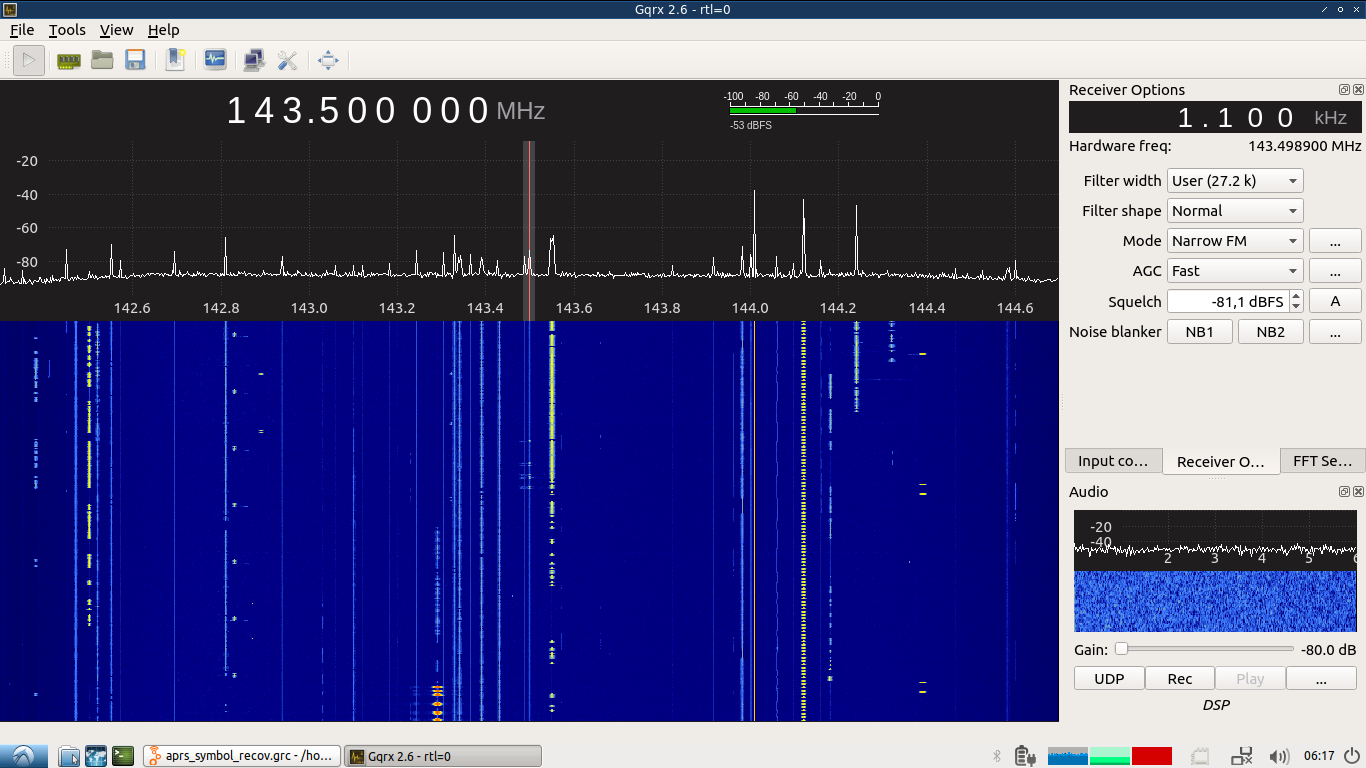 Gqrx 2.6 - rtl=0
File Tools View Help
143.500 000 MHz
-100 -80 -60 -40 -20 0
-53 dBFS
-20
-40
-60
-80
142.6 142.8 143.0 143.2 143.4 143.6 143.8 144.0 144.2 144.4 144.6
Receiver Options
1.100 kHz
Hardware freq: 143.498900 MHz
Filter width User (27.2 k)
Filter shape Normal
Mode Narrow FM ...
AGC Fast ...
Squelch -81,1 dBFS A
Noise blanker NB1 NB2 ...
Input co... Receiver O... FFT Se...
Audio
-20
-40
2 3 4 5 6
Gain: -80.0 dB
UDP Rec Play ...
DSP
aprs_symbol_recov.grc - /ho... Gqrx 2.6 - rtl=0 06:17